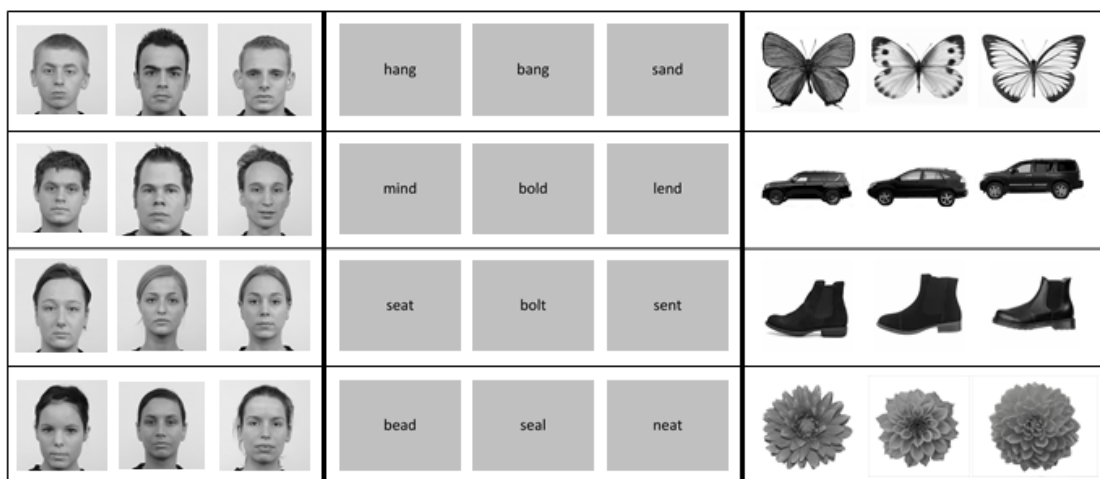 hang bang sand
mind bold lend
seat bolt sent
bead seal neat